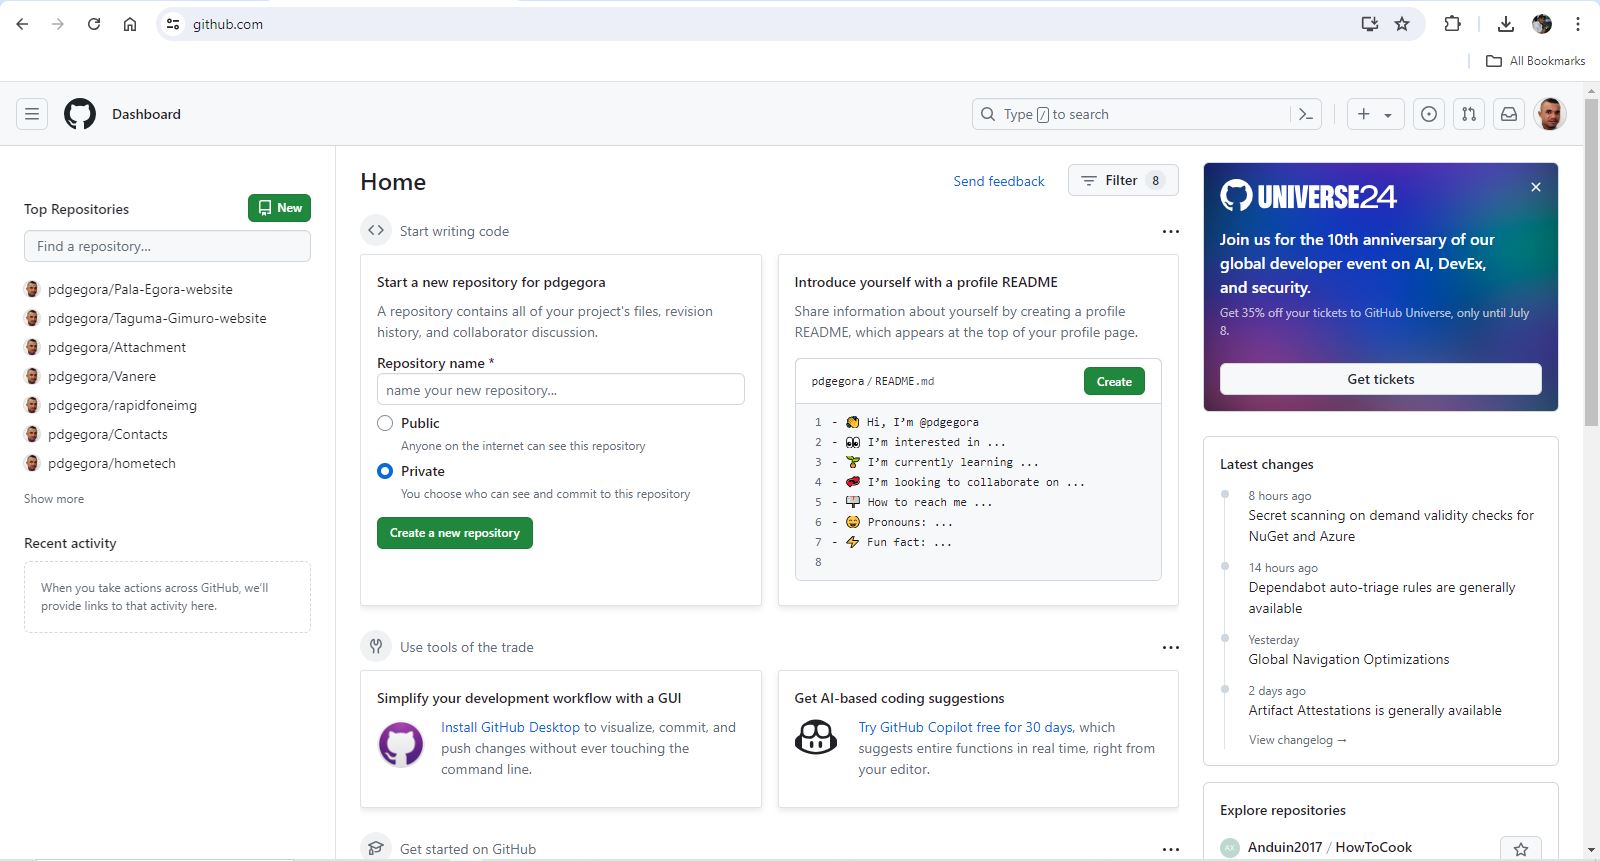 github.com
All Bookmarks
Dashboard
Type / to search
Top Repositories
New
Find a repository...
pdgegora/Pala-Egora-website
pdgegora/Taguma-Gimuro-website
pdgegora/Attachment
pdgegora/Vanere
pdgegora/rapidfoneimg
pdgegora/Contacts
pdgegora/hometech
Show more
Recent activity
When you take actions across GitHub, we'll
provide links to that activity here.
Home
Send feedback
Filter 8
Start writing code
Start a new repository for pdgegora
A repository contains all of your project's files, revision
history, and collaborator discussion.
Repository name *
name your new repository...
Public
Anyone on the internet can see this repository
Private
You choose who can see and commit to this repository
Create a new repository
Introduce yourself with a profile README
Share information about yourself by creating a profile
README, which appears at the top of your profile page.
pdgegora / README.md
Create
1 - 👋 Hi, I'm @pdgegora
2 - 👀 I'm interested in ...
3 - 🌱 I'm currently learning ...
4 - 💞️ I'm looking to collaborate on ...
5 - 📫 How to reach me ...
6 - 😄 Pronouns: ...
7 - ⚡ Fun fact: ...
8
Use tools of the trade
Simplify your development workflow with a GUI
Install GitHub Desktop to visualize, commit, and
push changes without ever touching the
command line.
Get AI-based coding suggestions
Try GitHub Copilot free for 30 days, which
suggests entire functions in real time, right from
your editor.
Get started on GitHub
UNIVERSE24
Join us for the 10th anniversary of our
global developer event on AI, DevEx,
and security.
Get 35% off your tickets to GitHub Universe, only until July
8.
Get tickets
Latest changes
8 hours ago
Secret scanning on demand validity checks for
NuGet and Azure
14 hours ago
Dependabot auto-triage rules are generally
available
Yesterday
Global Navigation Optimizations
2 days ago
Artifact Attestations is generally available
View changelog →
Explore repositories
Anduin2017 / HowToCook